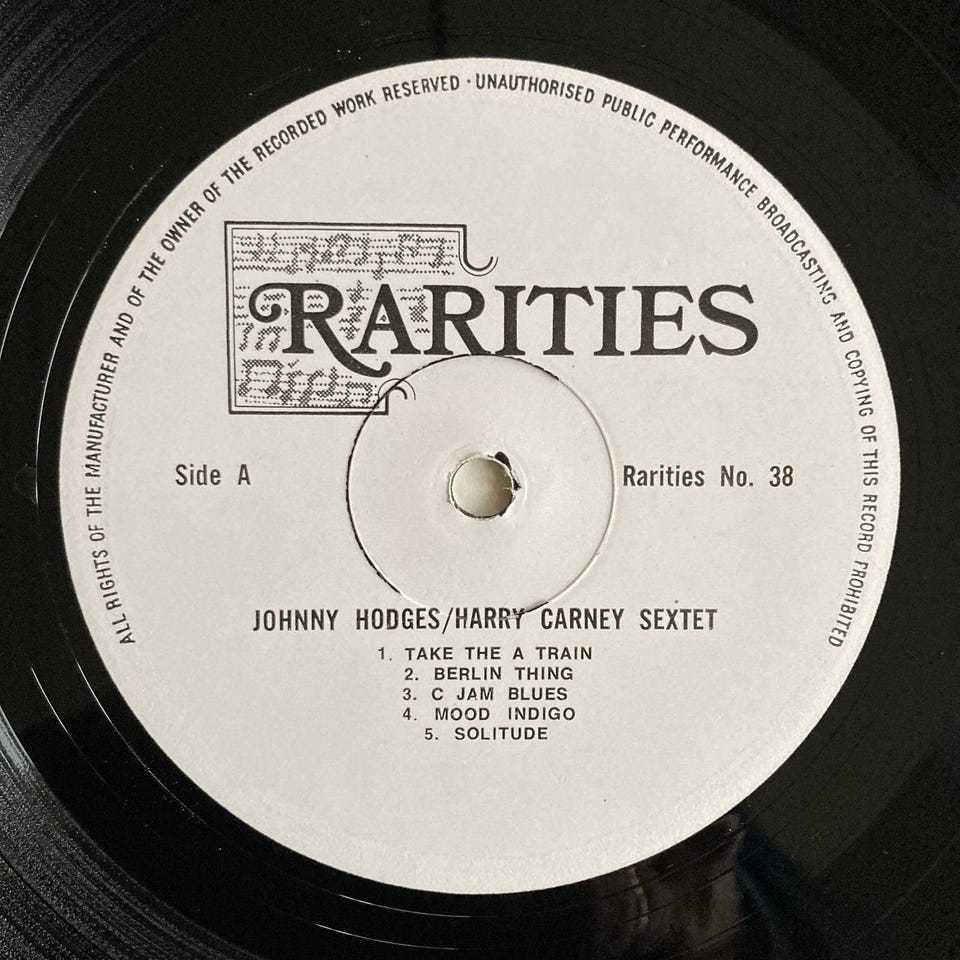 ALL RIGHTS OF THE MANUFACTURER AND OF THE OWNER OF THE RECORDED WORK RESERVED · UNAUTHORISED PUBLIC PERFORMANCE BROADCASTING AND COPYING OF THIS RECORD PROHIBITED
RARITIES
Side A
Rarities No. 38
JOHNNY HODGES/HARRY CARNEY SEXTET
1. TAKE THE A TRAIN
2. BERLIN THING
3. C JAM BLUES
4. MOOD INDIGO
5. SOLITUDE